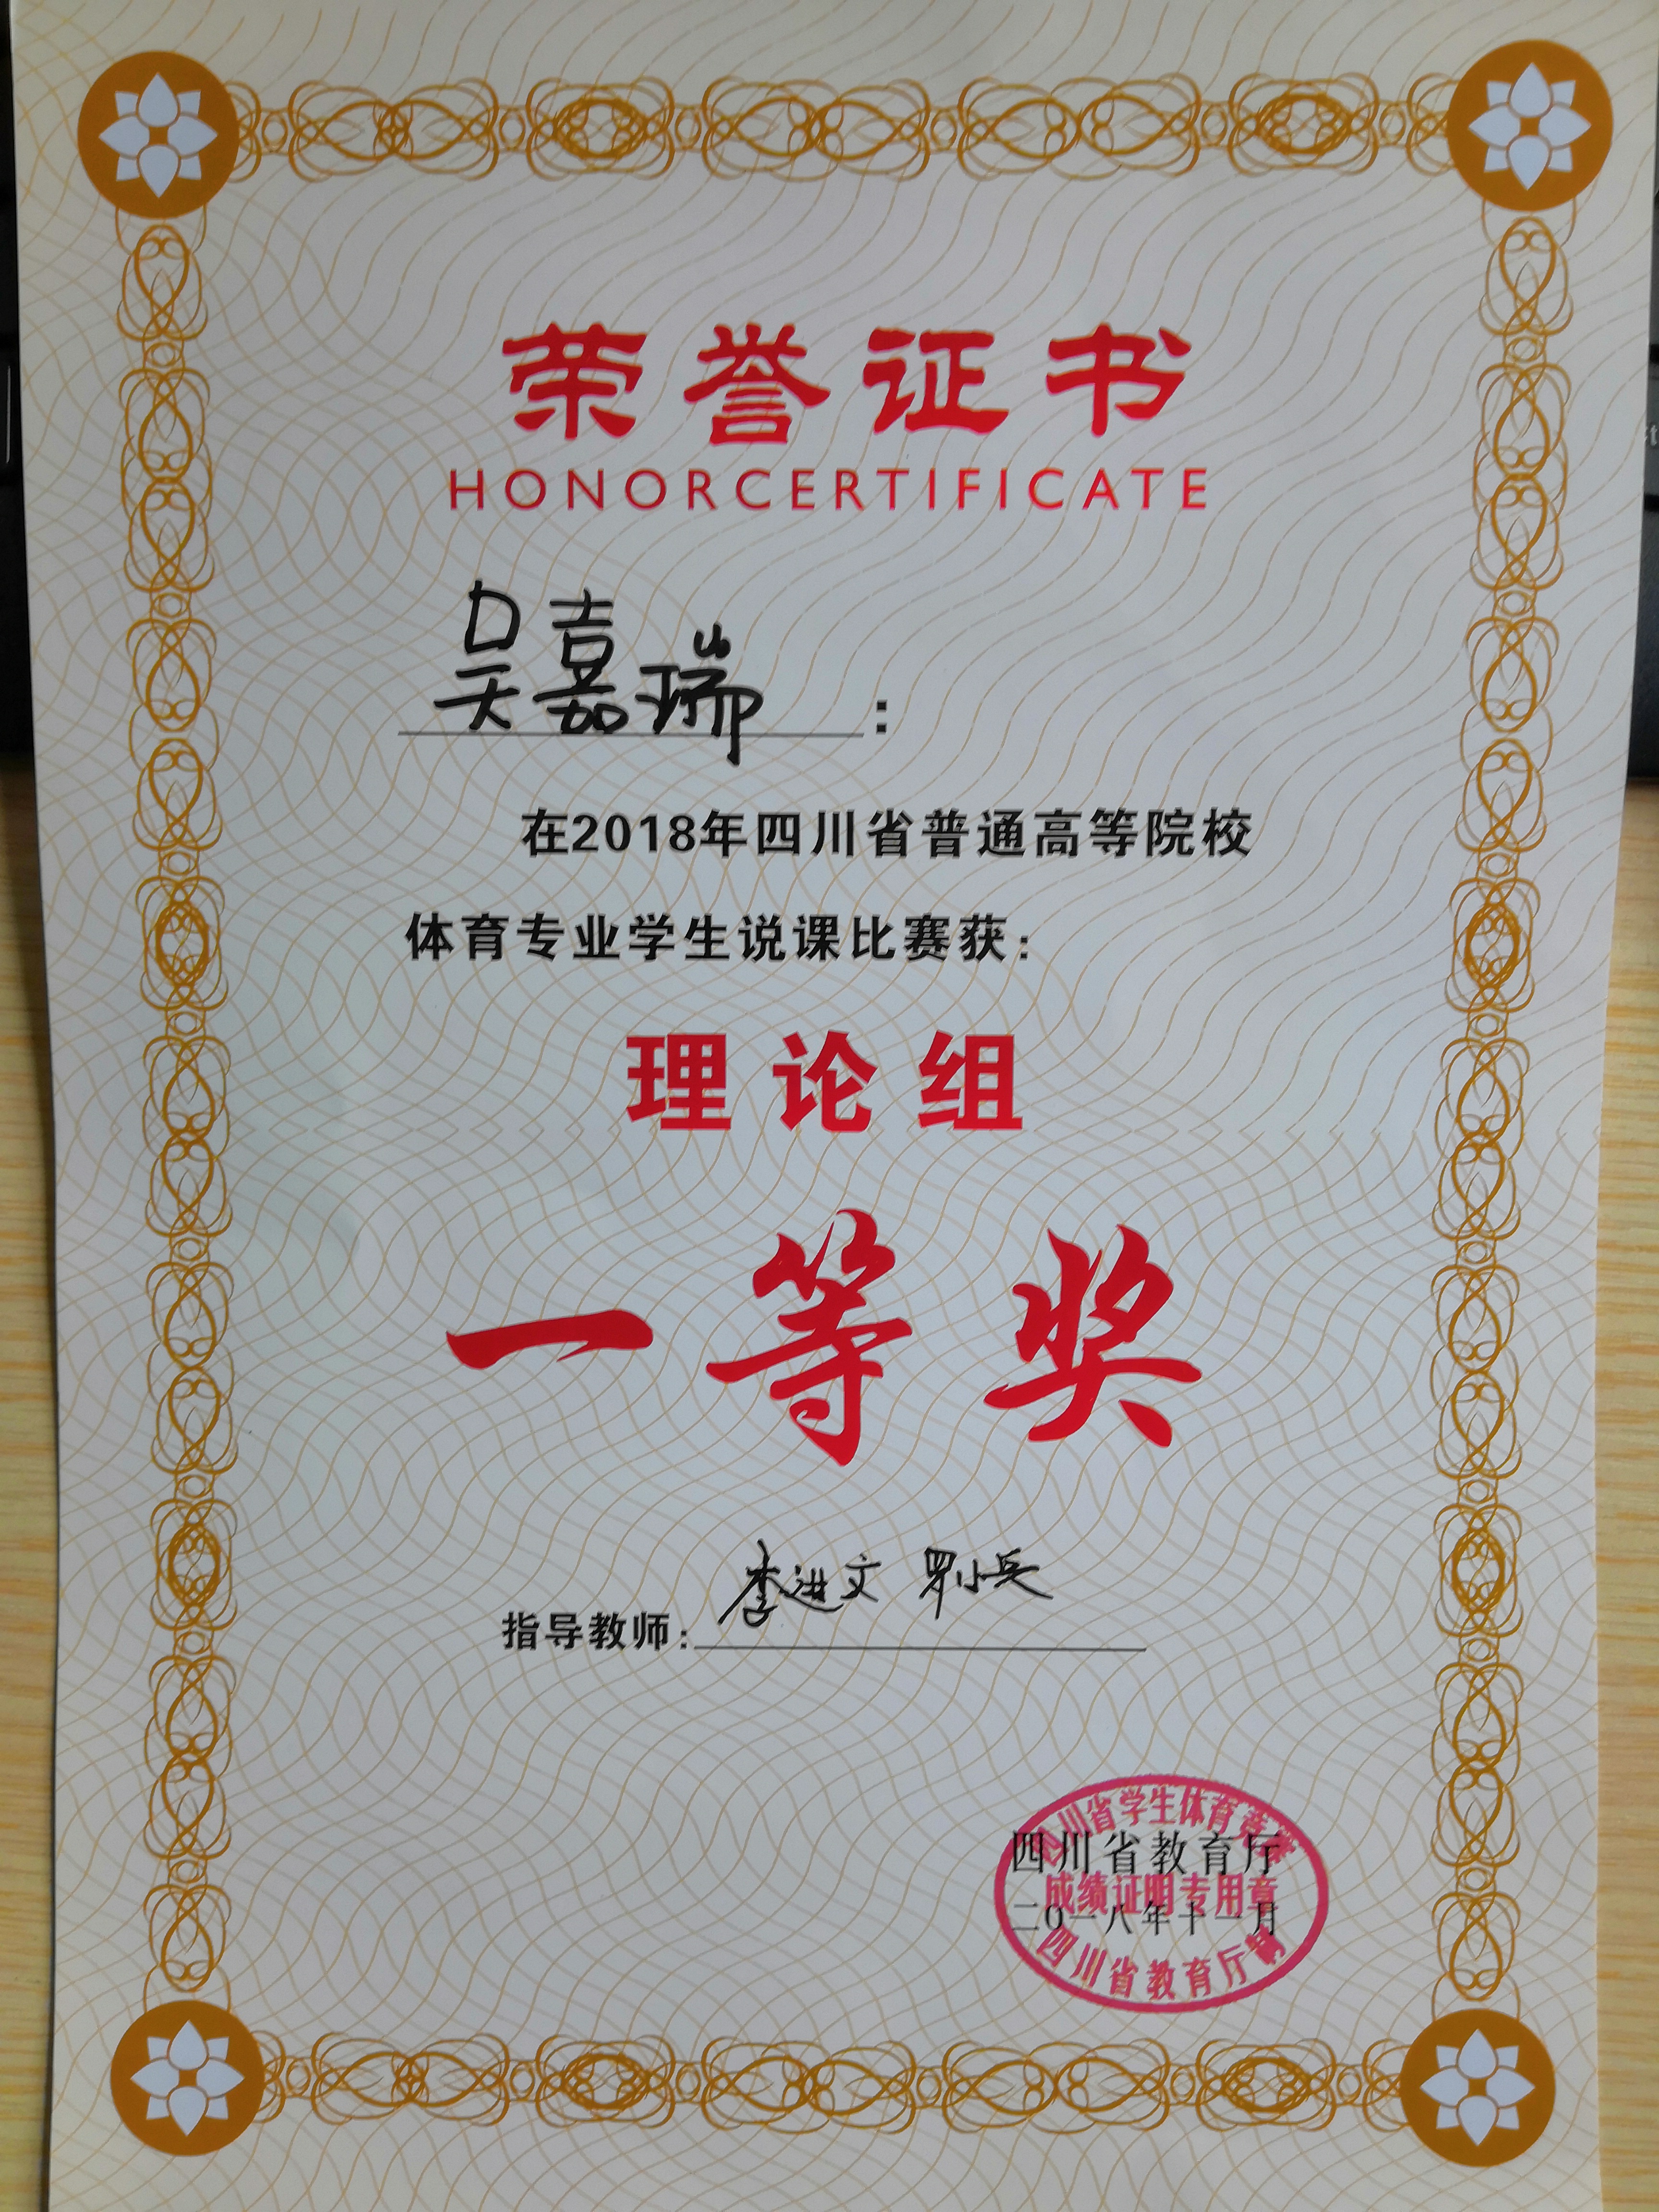 荣誉证书
HONORCERTIFICATE
吴嘉瑞:
在2018年四川省普通高等院校
体育专业学生说课比赛获:
理论组
一等奖
指导教师:李进文 罗小兵
四川省学生体育竞赛
四川省教育厅
成绩证明专用章
二〇一八年十一月
四川省教育厅制